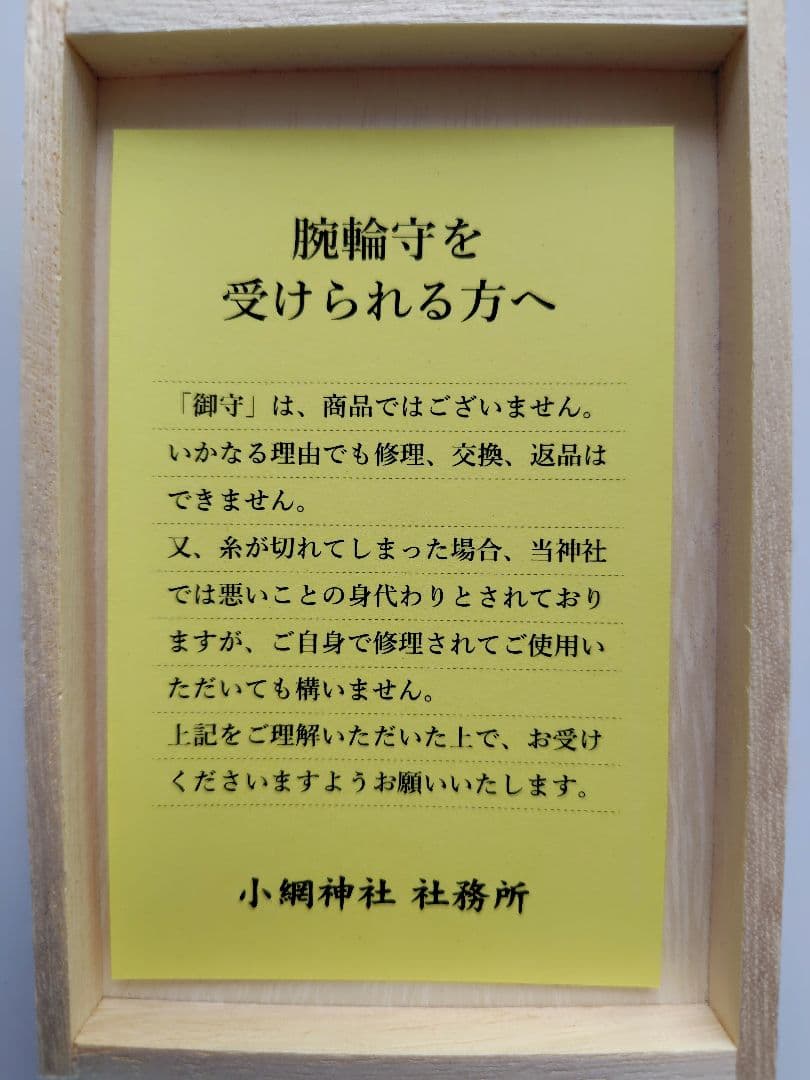 腕輪守を
受けられる方へ
「御守」は、商品ではございません。
いかなる理由でも修理、交換、返品は
できません。
又、糸が切れてしまった場合、当神社
では悪いことの身代わりとされており
ますが、ご自身で修理されてご使用い
ただいても構いません。
上記をご理解いただいた上で、お受け
くださいますようお願いいたします。
小網神社 社務所